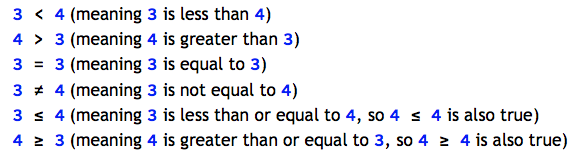 3 < 4 (meaning 3 is less than 4)
4 > 3 (meaning 4 is greater than 3)
3 = 3 (meaning 3 is equal to 3)
3 ≠ 4 (meaning 3 is not equal to 4)
3 ≤ 4 (meaning 3 is less than or equal to 4, so 4 ≤ 4 is also true)
4 ≥ 3 (meaning 4 is greater than or equal to 3, so 4 ≥ 4 is also true)